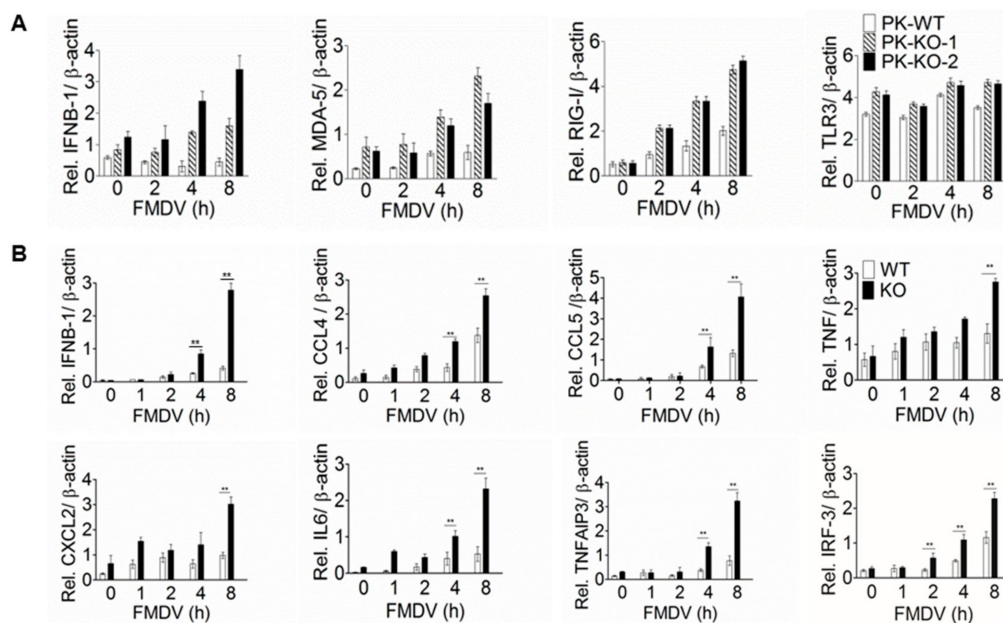 A
Rel. IFNB-1/ β-actin
4
3
2
1
0
0 2 4 8
FMDV (h)
Rel. MDA-5/ β-actin
3
2
1
0
0 2 4 8
FMDV (h)
Rel. RIG-I/ β-actin
6
4
2
0
0 2 4 8
FMDV (h)
PK-WT
PK-KO-1
PK-KO-2
Rel. TLR3/ β-actin
6
4
2
0
0 2 4 8
FMDV (h)
B
Rel. IFNB-1/ β-actin
3
2
1
0
** **
0 1 2 4 8
FMDV (h)
Rel. CCL4/ β-actin
3
2
1
0
** **
0 1 2 4 8
FMDV (h)
Rel. CCL5 /β-actin
5
4
3
2
1
0
** **
0 1 2 4 8
FMDV (h)
WT
KO
Rel. TNF/ β-actin
3
2
1
0
**
0 1 2 4 8
FMDV (h)
Rel. CXCL2/ β-actin
4
3
2
1
0
**
0 1 2 4 8
FMDV (h)
Rel. IL6/ β-actin
3
2
1
0
** **
0 1 2 4 8
FMDV (h)
Rel. TNFAIP3/ β-actin
4
3
2
1
0
** **
0 1 2 4 8
FMDV (h)
Rel. IRF-3/ β-actin
3
2
1
0
** ** **
0 1 2 4 8
FMDV (h)